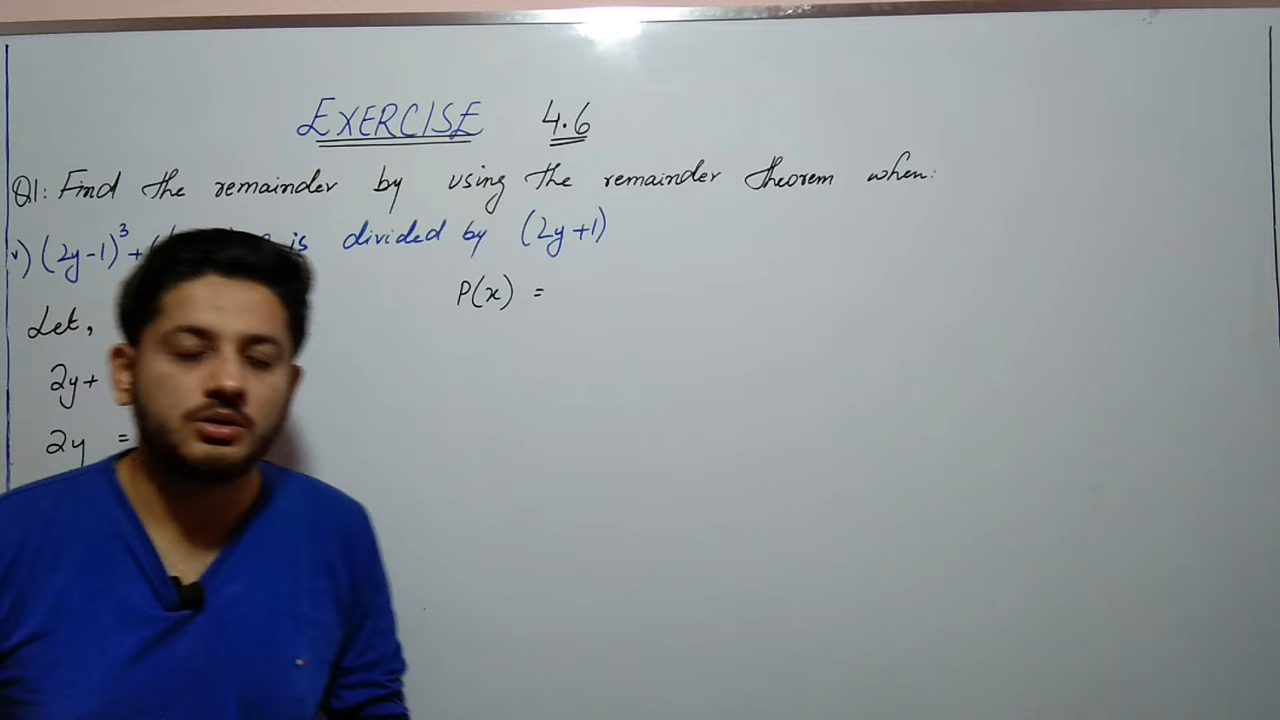 EXERCISE 4.6
Q1: Find the remainder by using the remainder theorem when:
v) (2y-1)³ + is divided by (2y+1)
P(x) =
Let,
2y+
2y =